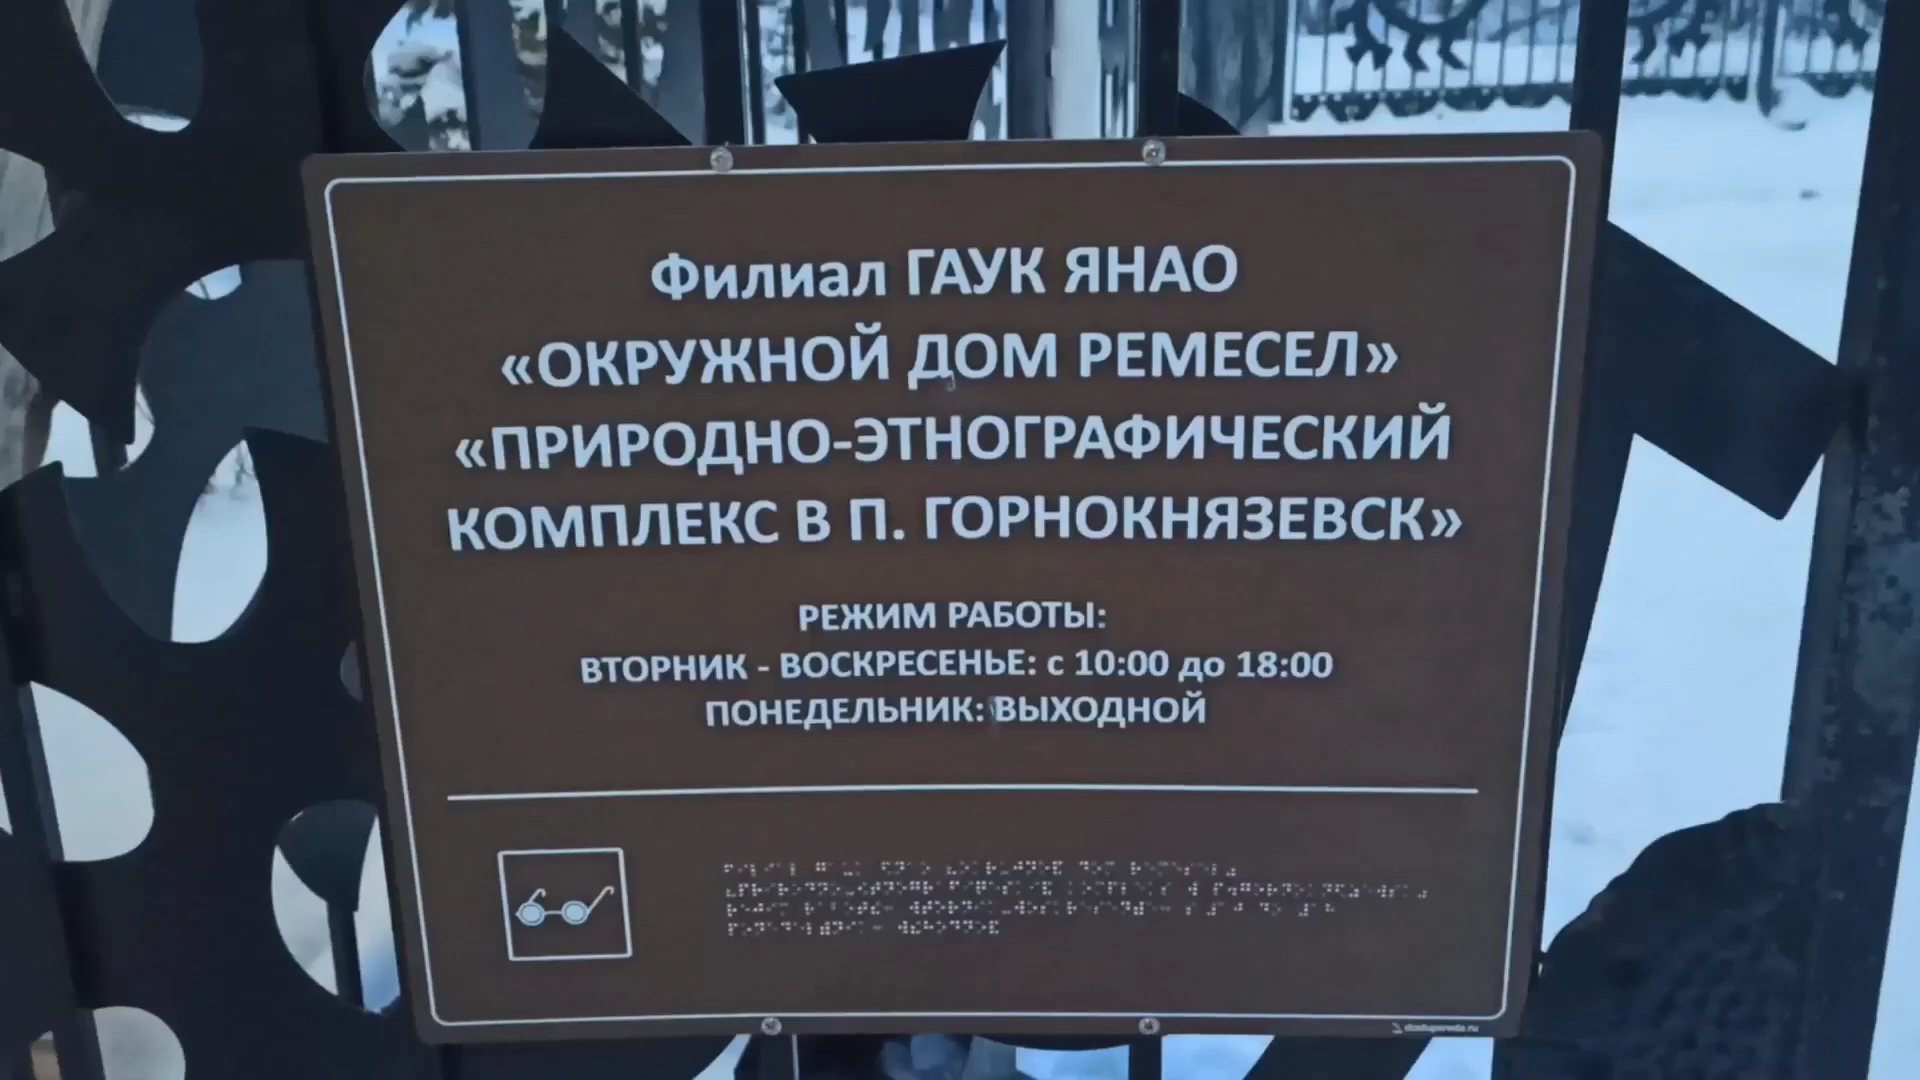 Филиал ГАУК ЯНАО
«ОКРУЖНОЙ ДОМ РЕМЕСЕЛ»
«ПРИРОДНО-ЭТНОГРАФИЧЕСКИЙ
КОМПЛЕКС В П. ГОРНОКНЯЗЕВСК»
РЕЖИМ РАБОТЫ:
ВТОРНИК - ВОСКРЕСЕНЬЕ: с 10:00 до 18:00
ПОНЕДЕЛЬНИК: ВЫХОДНОЙ